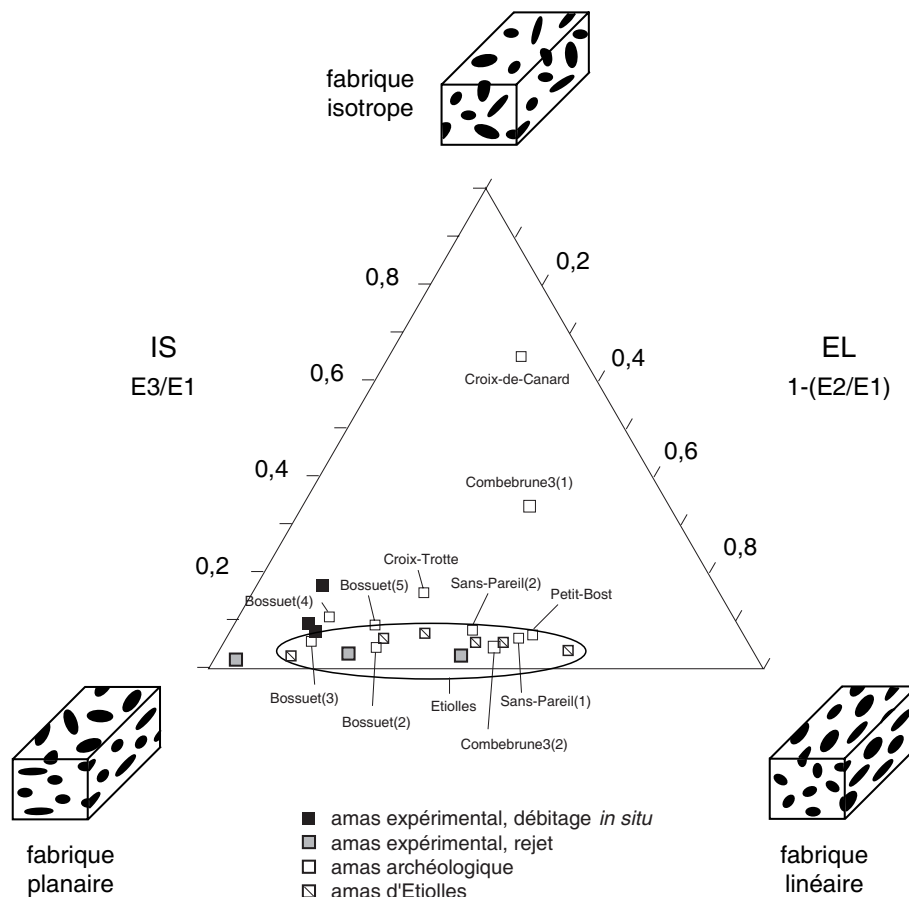 fabrique
isotrope
0,2
0,8
IS
E3/E1
EL
1-(E2/E1)
0,6
0,4
Croix-de-Canard
0,4
0,6
Combebrune3(1)
0,2
0,8
Croix-Trotte
Bossuet(5)
Sans-Pareil(2)
Bossuet(4)
Petit-Bost
Bossuet(3)
Bossuet(2)
Etiolles
Sans-Pareil(1)
Combebrune3(2)
fabrique
planaire
fabrique
linéaire
amas expérimental, débitage in situ
amas expérimental, rejet
amas archéologique
amas d'Etiolles